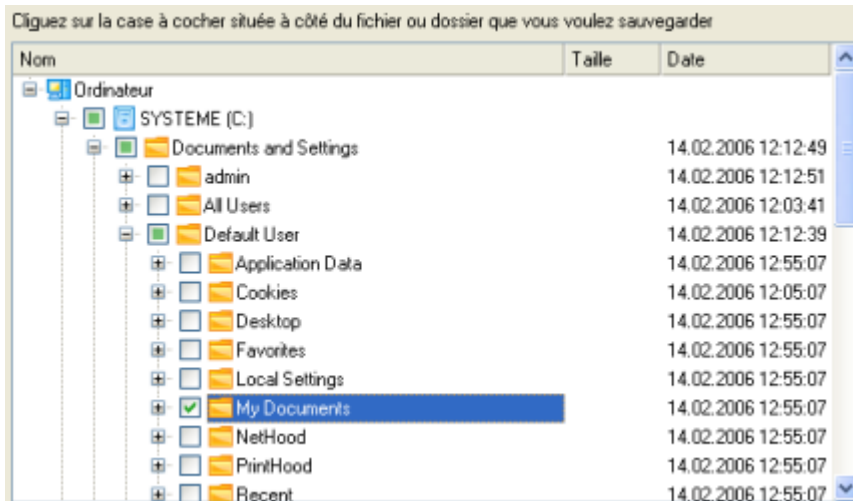 Cliquez sur la case à cocher située à côté du fichier ou dossier que vous voulez sauvegarder
Nom Taille Date
Ordinateur
SYSTEME (C:)
Documents and Settings 14.02.2006 12:12:49
admin 14.02.2006 12:12:51
All Users 14.02.2006 12:03:41
Default User 14.02.2006 12:12:39
Application Data 14.02.2006 12:55:07
Cookies 14.02.2006 12:05:07
Desktop 14.02.2006 12:55:07
Favorites 14.02.2006 12:55:07
Local Settings 14.02.2006 12:55:07
My Documents 14.02.2006 12:55:07
NetHood 14.02.2006 12:55:07
PrintHood 14.02.2006 12:55:07
Recent 14.02.2006 12:55:07